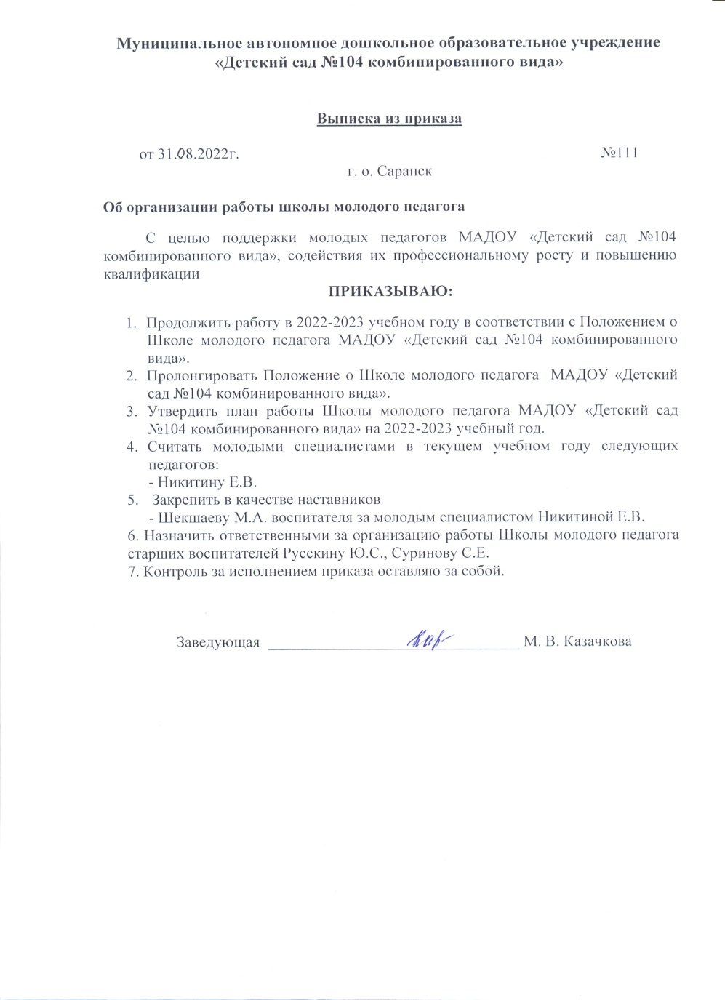 Муниципальное автономное дошкольное образовательное учреждение
«Детский сад №104 комбинированного вида»
Выписка из приказа
от 31.08.2022г. №111
г. о. Саранск
Об организации работы школы молодого педагога
С целью поддержки молодых педагогов МАДОУ «Детский сад №104
комбинированного вида», содействия их профессиональному росту и повышению
квалификации
ПРИКАЗЫВАЮ:
1. Продолжить работу в 2022-2023 учебном году в соответствии с Положением о
Школе молодого педагога МАДОУ «Детский сад №104 комбинированного
вида».
2. Пролонгировать Положение о Школе молодого педагога МАДОУ «Детский
сад №104 комбинированного вида».
3. Утвердить план работы Школы молодого педагога МАДОУ «Детский сад
№104 комбинированного вида» на 2022-2023 учебный год.
4. Считать молодыми специалистами в текущем учебном году следующих
педагогов:
- Никитину Е.В.
5. Закрепить в качестве наставников
- Шекшаеву М.А. воспитателя за молодым специалистом Никитиной Е.В.
6. Назначить ответственными за организацию работы Школы молодого педагога
старших воспитателей Русскину Ю.С., Суринову С.Е.
7. Контроль за исполнением приказа оставляю за собой.
Заведующая М. В. Казачкова